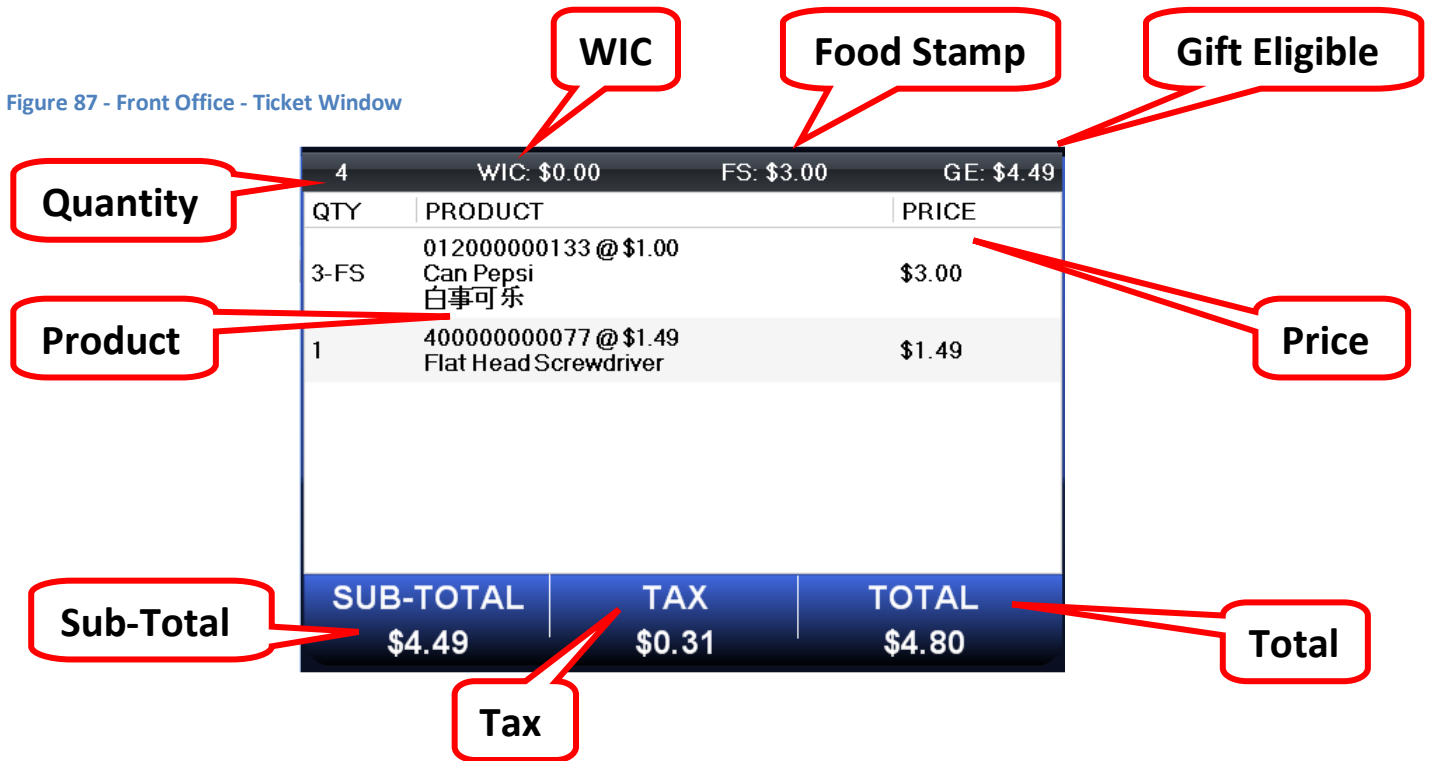 WIC
Food Stamp
Gift Eligible
Figure 87 - Front Office - Ticket Window
4 WIC: $0.00 FS: $3.00 GE: $4.49
Quantity
QTY PRODUCT PRICE
012000000133 @ $1.00
3-FS Can Pepsi $3.00
白事可乐
Product
400000000077 @ $1.49
1 $1.49
Flat Head Screwdriver
Price
SUB-TOTAL TAX TOTAL
$4.49 $0.31 $4.80
Sub-Total
Total
Tax